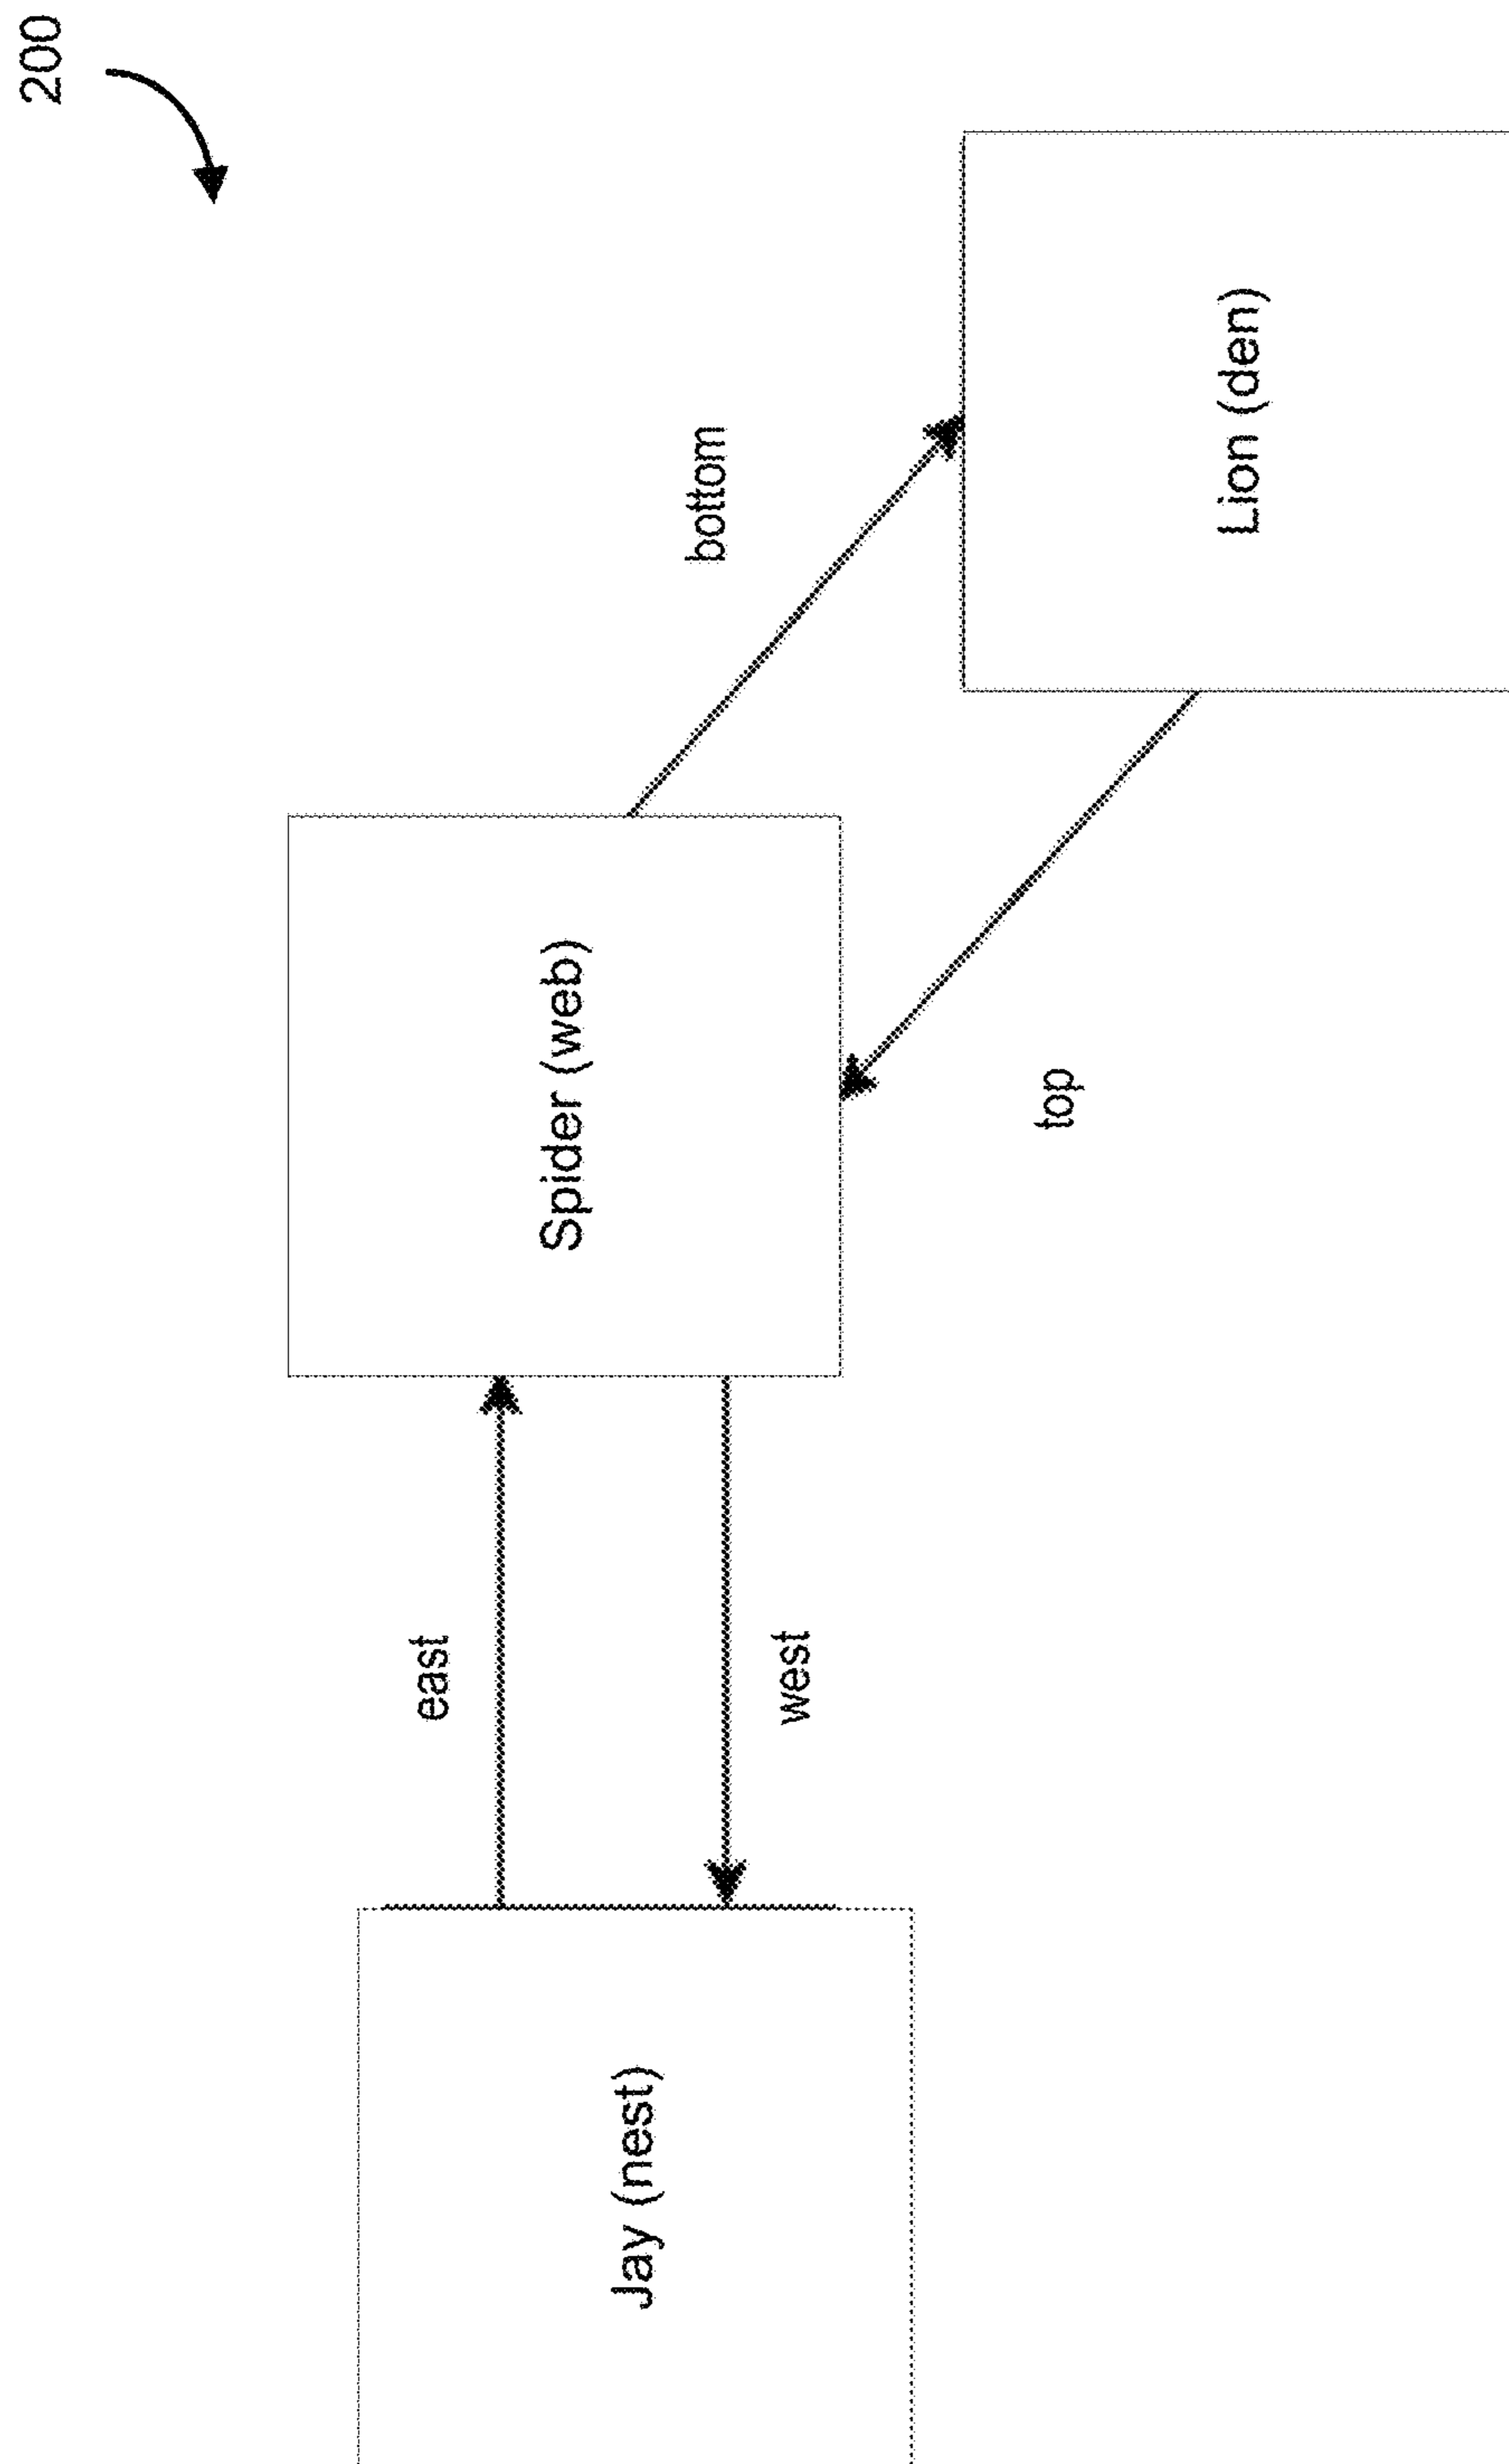 200
Jay (nest)
east
west
Spider (web)
bottom
top
Lion (den)